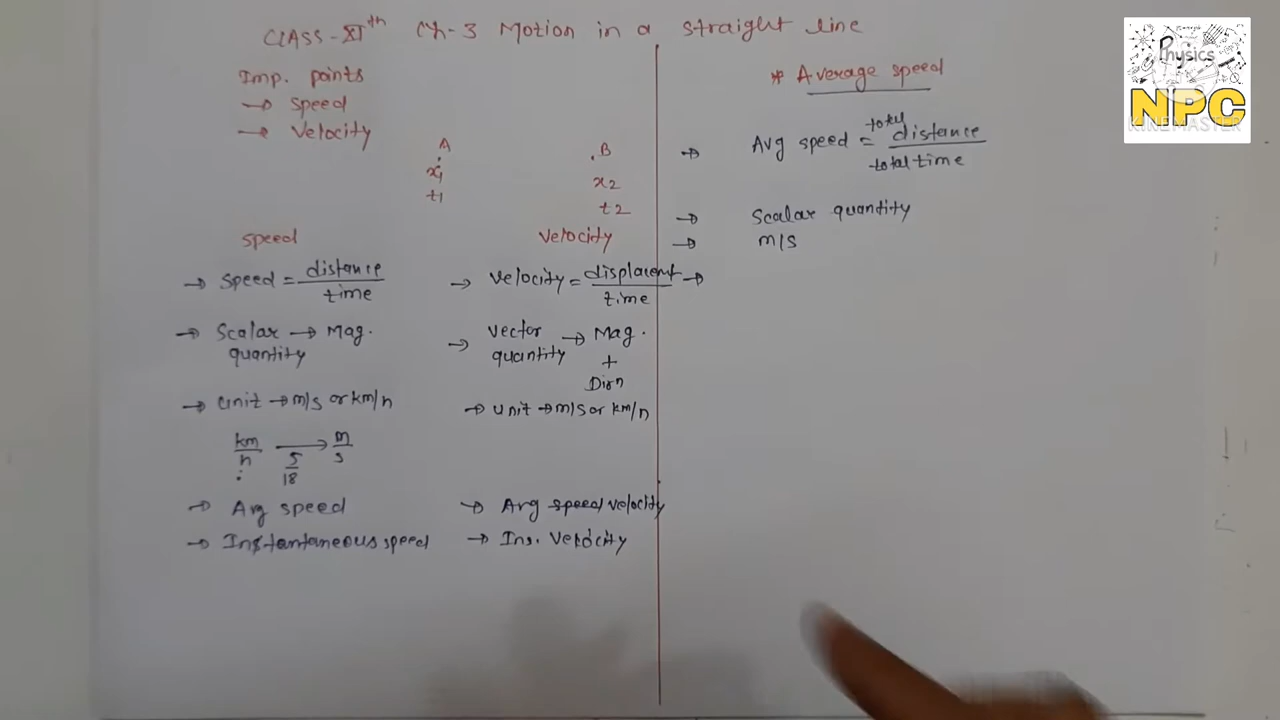 CLASS-XIth Ch-3 Motion in a straight line
Imp. points
→ Speed
→ Velocity
A
x1
t1
.B
x2
t2
speed
→ Speed = distance / time
→ Scalar → Mag.
quantity
→ unit → m/s or km/h
km/h → m/s
5/18
→ Avg speed
→ Instantaneous speed
Velocity
→ Velocity = displacent / time
→ Vector → Mag.
quantity
+
Dirn
→ unit → m/s or km/h
→ Avg speed velocity
→ Ins. Velocity
* Average speed
→ Avg speed = total distance / total time
→ Scalar quantity
→ m/s
→
Physics
NPC
KINEMASTER